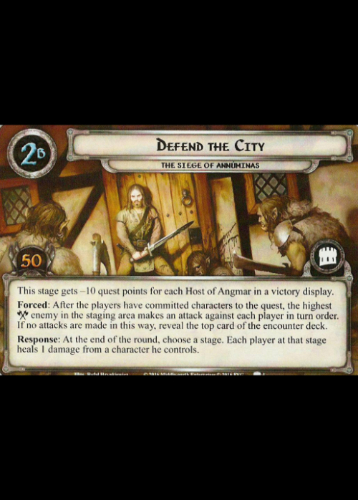 2B
DEFEND THE CITY
THE SIEGE OF ANNUMINAS
50
This stage gets –10 quest points for each Host of Angmar in a victory display.
Forced: After the players have committed characters to the quest, the highest
enemy in the staging area makes an attack against each player in turn order.
If no attacks are made in this way, reveal the top card of the encounter deck.
Response: At the end of the round, choose a stage. Each player at that stage
heals 1 damage from a character he controls.